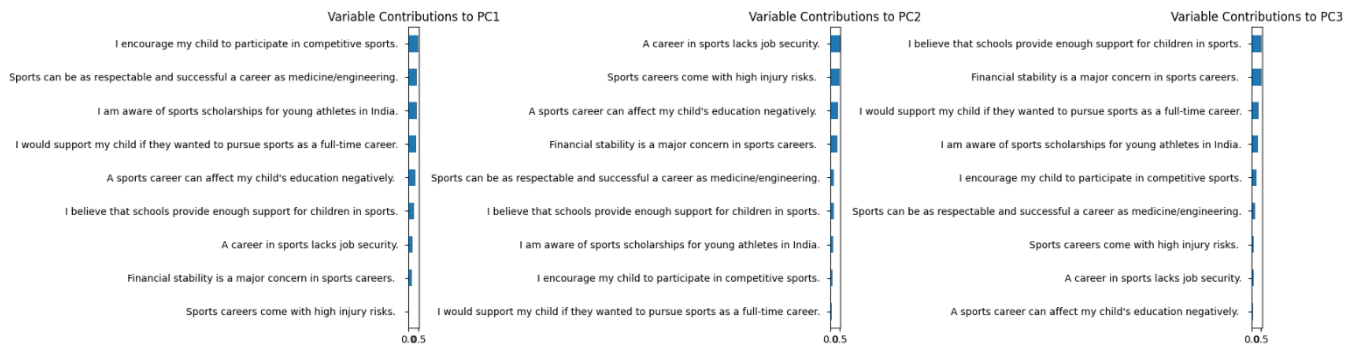 Variable Contributions to PC1
I encourage my child to participate in competitive sports.
Sports can be as respectable and successful a career as medicine/engineering.
I am aware of sports scholarships for young athletes in India.
I would support my child if they wanted to pursue sports as a full-time career.
A sports career can affect my child's education negatively.
I believe that schools provide enough support for children in sports.
A career in sports lacks job security.
Financial stability is a major concern in sports careers.
Sports careers come with high injury risks.
0.0 0.5
Variable Contributions to PC2
A career in sports lacks job security.
Sports careers come with high injury risks.
A sports career can affect my child's education negatively.
Financial stability is a major concern in sports careers.
Sports can be as respectable and successful a career as medicine/engineering.
I believe that schools provide enough support for children in sports.
I am aware of sports scholarships for young athletes in India.
I encourage my child to participate in competitive sports.
I would support my child if they wanted to pursue sports as a full-time career.
0.0 0.5
Variable Contributions to PC3
I believe that schools provide enough support for children in sports.
Financial stability is a major concern in sports careers.
I would support my child if they wanted to pursue sports as a full-time career.
I am aware of sports scholarships for young athletes in India.
I encourage my child to participate in competitive sports.
Sports can be as respectable and successful a career as medicine/engineering.
Sports careers come with high injury risks.
A career in sports lacks job security.
A sports career can affect my child's education negatively.
0.0 0.5